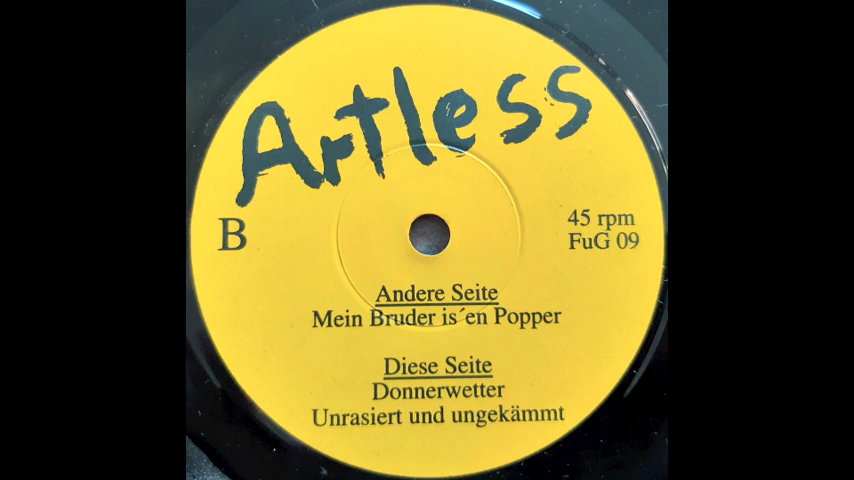 Artless
B
45 rpm
FuG 09
Andere Seite
Mein Bruder is´en Popper
Diese Seite
Donnerwetter
Unrasiert und ungekämmt